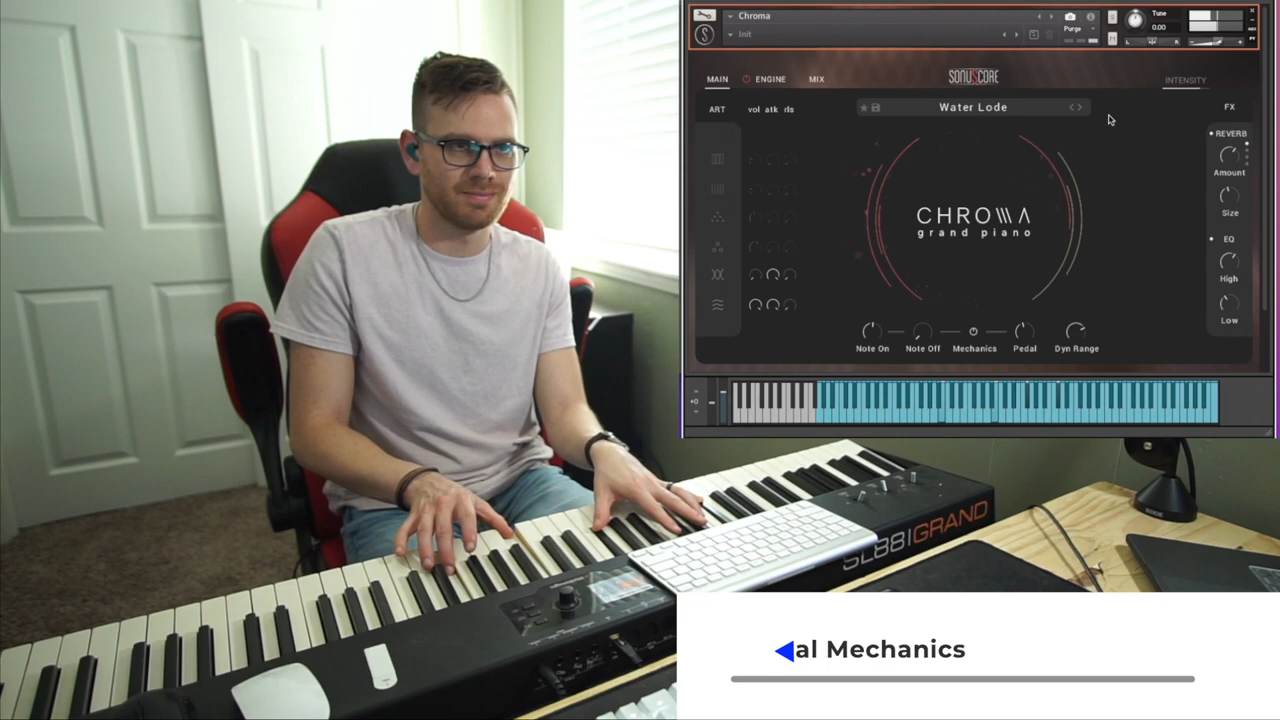 Chroma
Init
Purge
S
M
Tune
0.00
L R
MAIN ENGINE MIX
SONUSCORE
INTENSITY
ART vol atk rls
Water Lode
FX
REVERB
Amount
Size
EQ
High
Low
CHROMA
grand piano
Note On Note Off Mechanics Pedal Dyn Range
+0
SL88 GRAND
al Mechanics